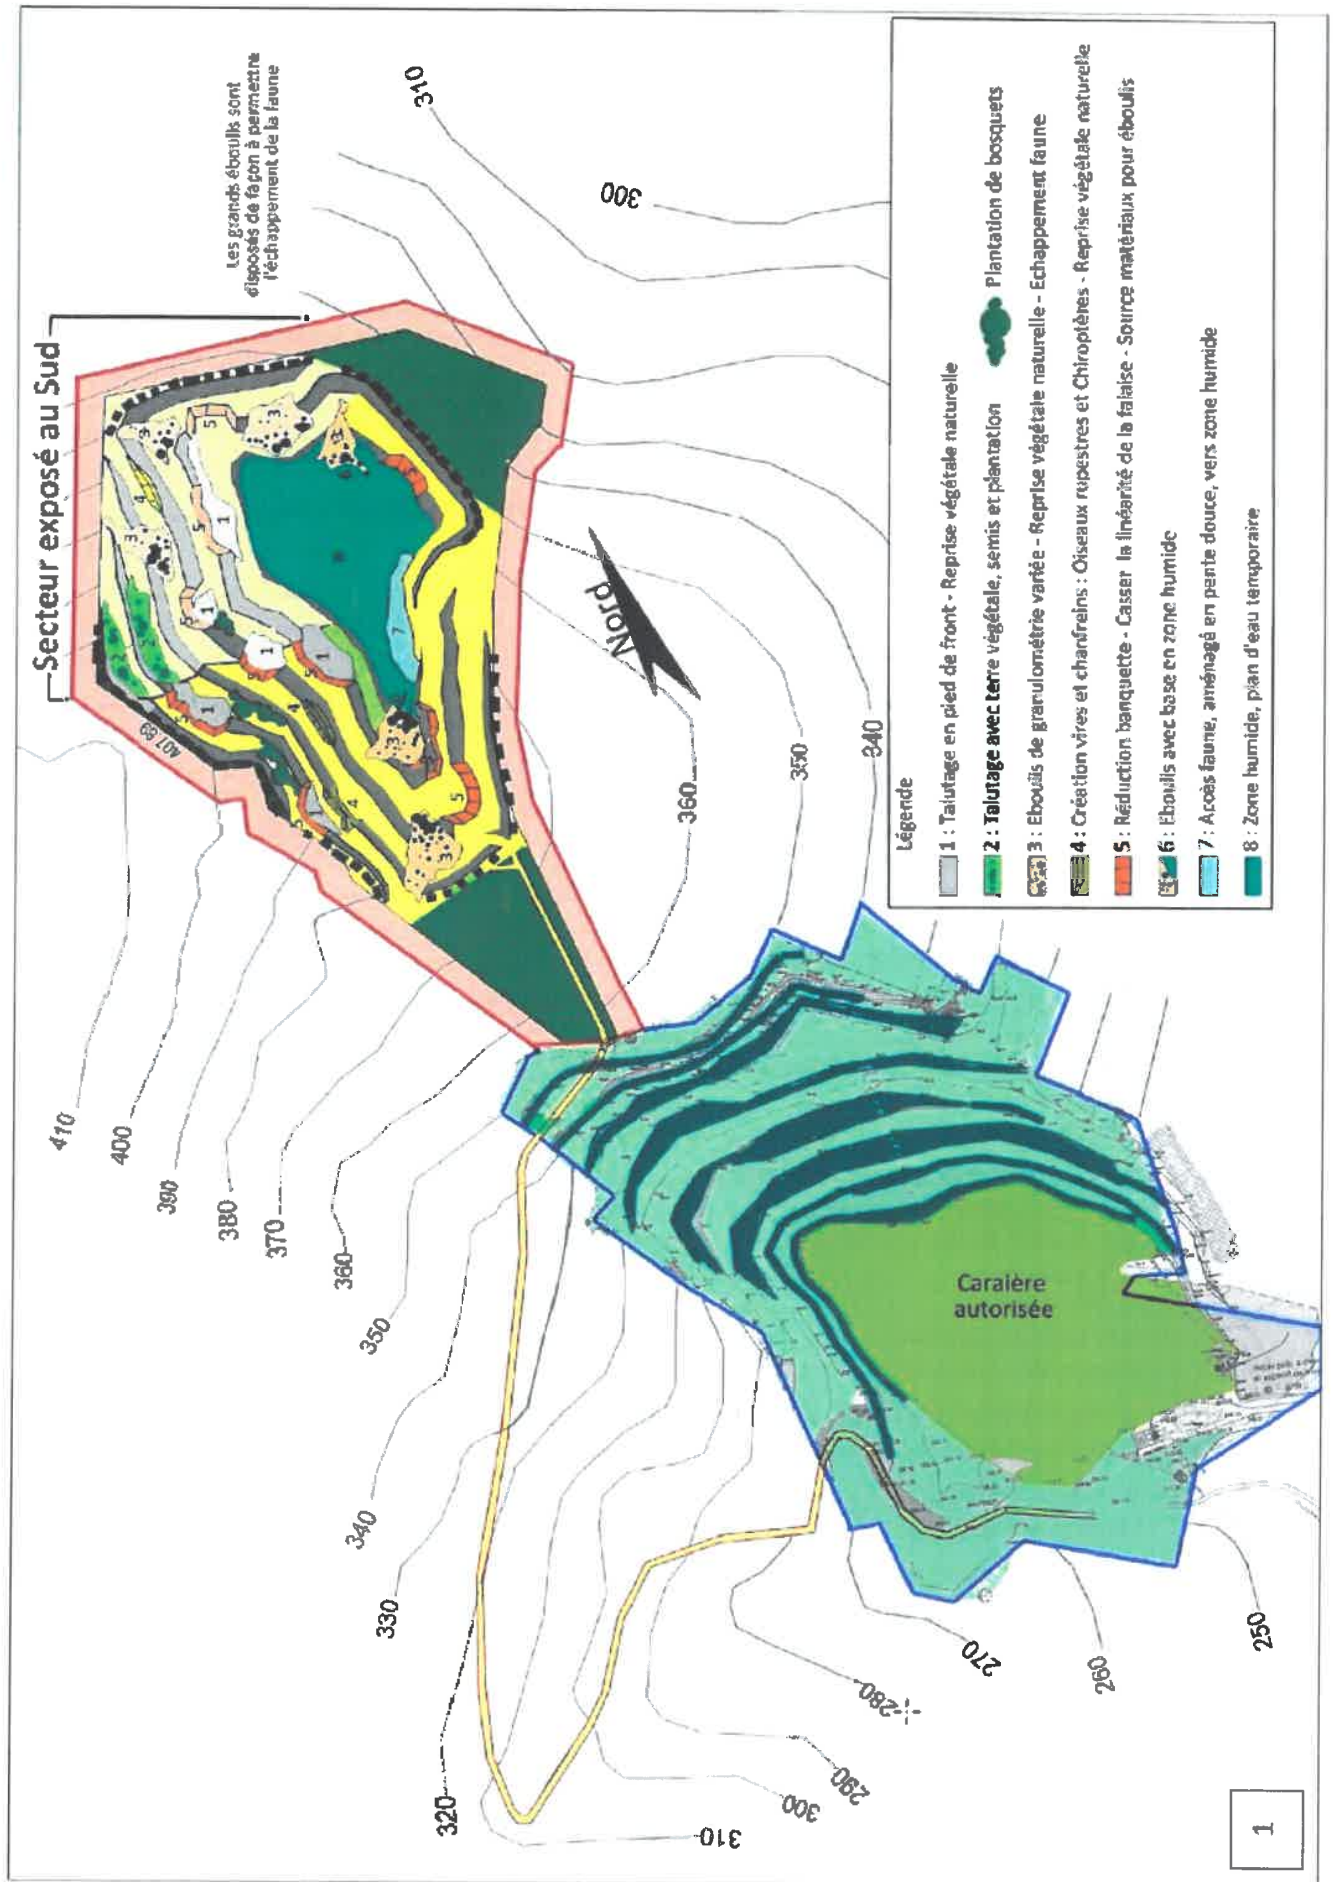 Secteur exposé au Sud
Les grands éboulis sont
disposés de façon à permettre
l'échappement de la faune
310
300
410
400
390
380
370
360
350
340
330
320
310
300
290
280
270
260
250
360
350
340
407.69
Nord
Caraière
autorisée
Légende
1 : Talutage en pied de front - Reprise végétale naturelle
2 : Talutage avec terre végétale, semis et plantation
Plantation de bosquets
3 : Eboulis de granulométrie variée - Reprise végétale naturelle - Echappement faune
4 : Création vires et chanfreins : Oiseaux rupestres et Chiroptères - Reprise végétale naturelle
5 : Réduction banquette - Casser la linéarité de la falaise - Source matériaux pour éboulis
6 : Eboulis avec base en zone humide
7 : Accès faune, aménagé en pente douce, vers zone humide
8 : Zone humide, plan d'eau temporaire
1